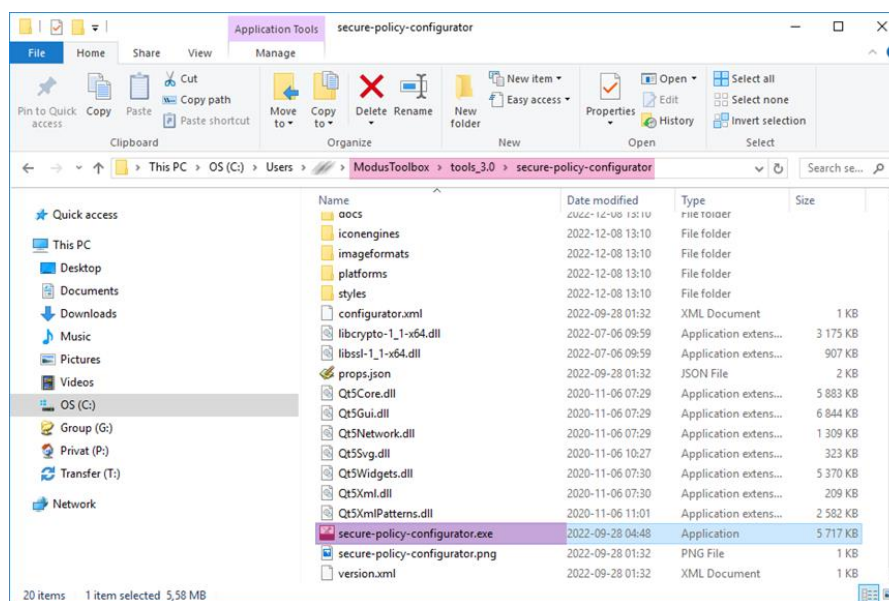 Application Tools secure-policy-configurator
File Home Share View Manage
Pin to Quick access
Copy
Paste
Cut
Copy path
Paste shortcut
Clipboard
Move to
Copy to
Delete
Rename
Organize
New folder
New item
Easy access
New
Properties
Open
Edit
History
Open
Select all
Select none
Invert selection
Select
This PC > OS (C:) > Users > ModusToolbox > tools_3.0 > secure-policy-configurator
Search se...
Quick access
This PC
Desktop
Documents
Downloads
Music
Pictures
Videos
OS (C:)
Group (G:)
Privat (P:)
Transfer (T:)
Network
Name Date modified Type Size
docs 2022-12-08 13:10 File folder
iconengines 2022-12-08 13:10 File folder
imageformats 2022-12-08 13:10 File folder
platforms 2022-12-08 13:10 File folder
styles 2022-12-08 13:10 File folder
configurator.xml 2022-09-28 01:32 XML Document 1 KB
libcrypto-1_1-x64.dll 2022-07-06 09:59 Application extens... 3 175 KB
libssl-1_1-x64.dll 2022-07-06 09:59 Application extens... 907 KB
props.json 2022-09-28 01:32 JSON File 2 KB
Qt5Core.dll 2020-11-06 07:29 Application extens... 5 883 KB
Qt5Gui.dll 2020-11-06 07:29 Application extens... 6 844 KB
Qt5Network.dll 2020-11-06 07:29 Application extens... 1 309 KB
Qt5Svg.dll 2020-11-06 10:27 Application extens... 323 KB
Qt5Widgets.dll 2020-11-06 07:30 Application extens... 5 370 KB
Qt5Xml.dll 2020-11-06 07:30 Application extens... 209 KB
Qt5XmlPatterns.dll 2020-11-06 11:01 Application extens... 2 582 KB
secure-policy-configurator.exe 2022-09-28 04:48 Application 5 717 KB
secure-policy-configurator.png 2022-09-28 01:32 PNG File 1 KB
version.xml 2022-09-28 01:32 XML Document 1 KB
20 items 1 item selected 5,58 MB